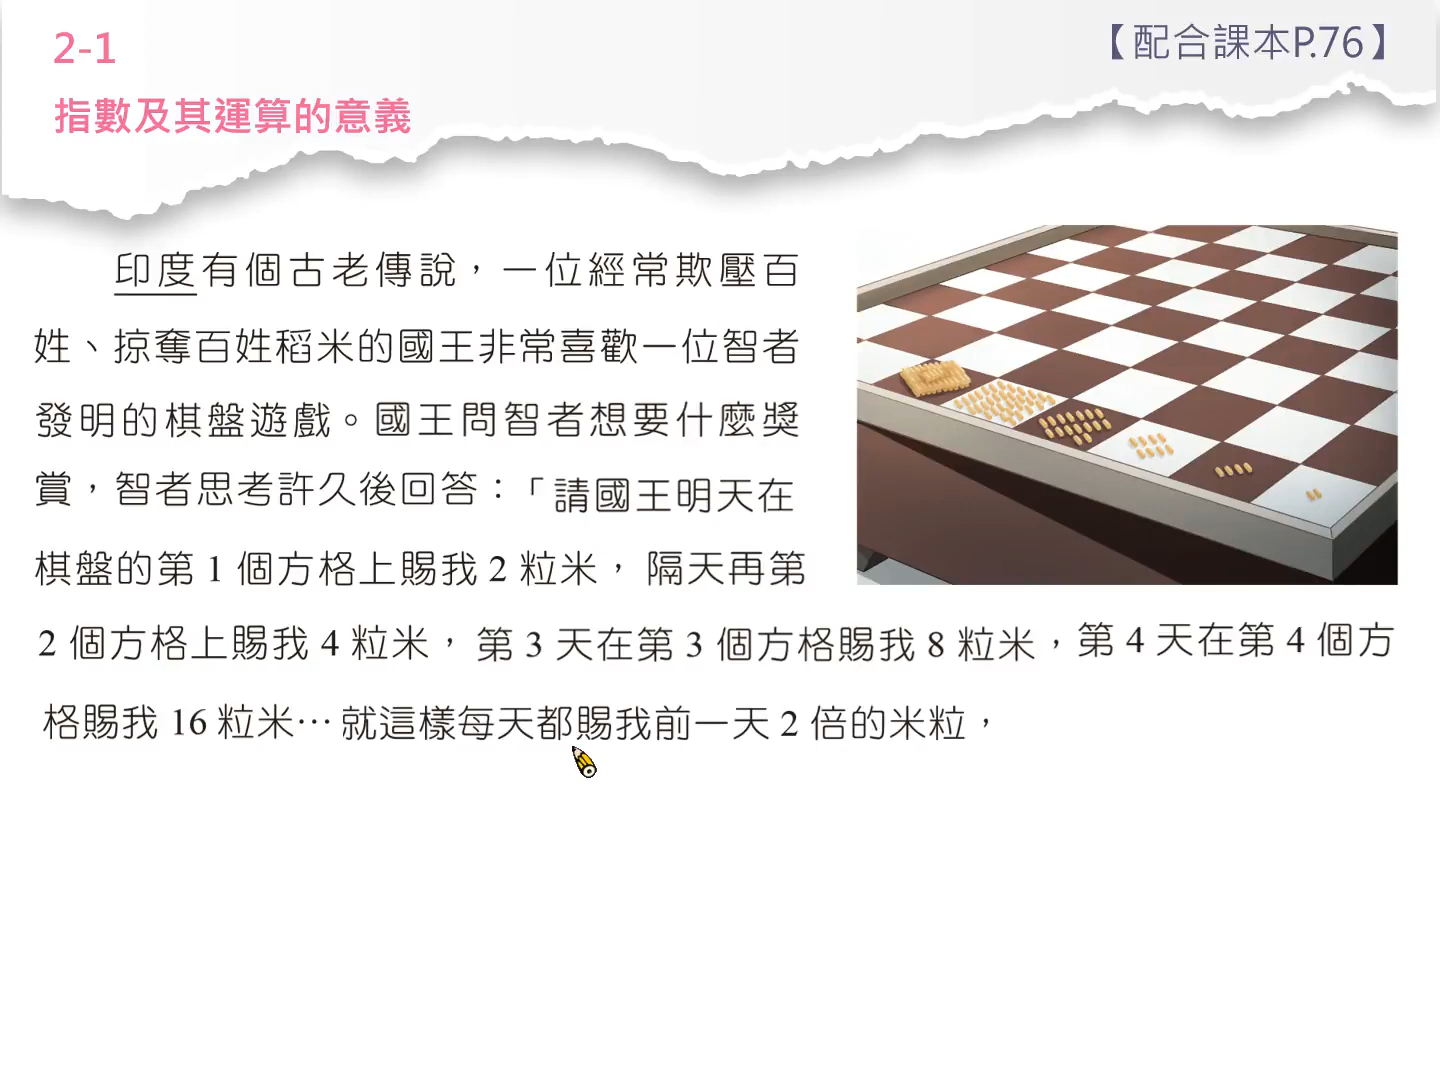 2-1
【配合課本P.76】
指數及其運算的意義
印度有個古老傳說，一位經常欺壓百
姓、掠奪百姓稻米的國王非常喜歡一位智者
發明的棋盤遊戲。國王問智者想要什麼獎
賞，智者思考許久後回答：「請國王明天在
棋盤的第 1 個方格上賜我 2 粒米，隔天再第
2 個方格上賜我 4 粒米，第 3 天在第 3 個方格賜我 8 粒米，第 4 天在第 4 個方
格賜我 16 粒米…就這樣每天都賜我前一天 2 倍的米粒，